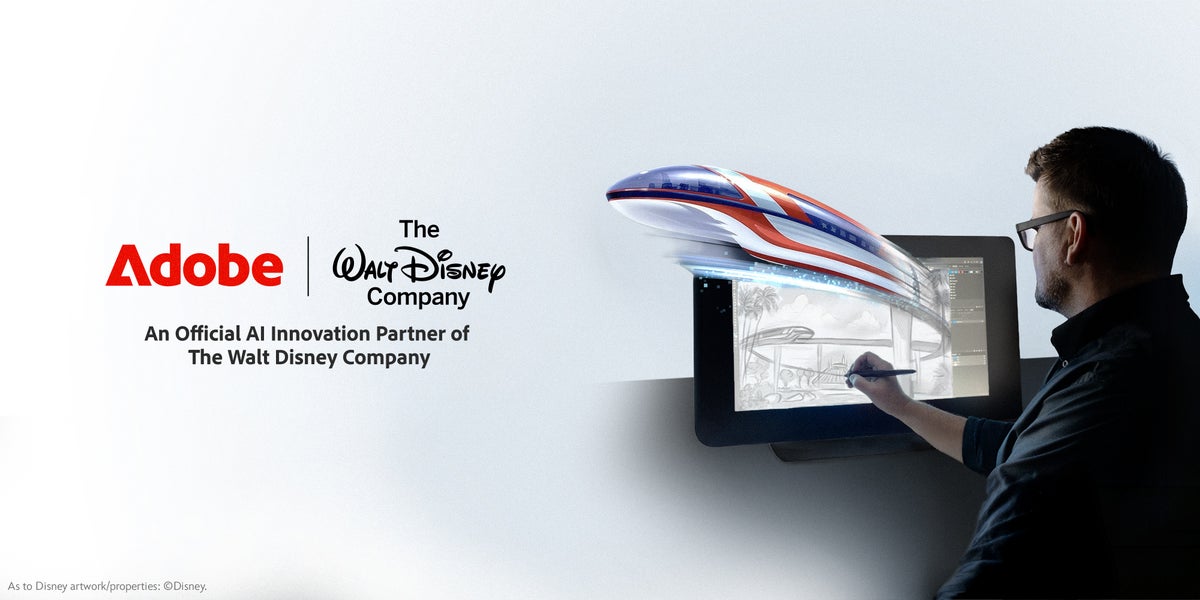 Adobe
The
Walt Disney
Company
An Official AI Innovation Partner of
The Walt Disney Company
As to Disney artwork/properties: ©Disney.